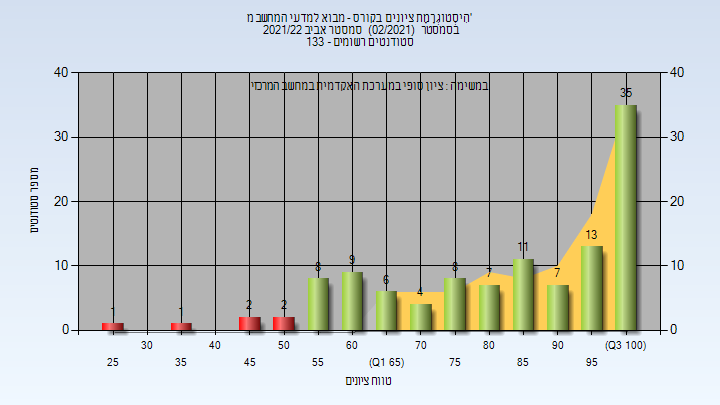 היסטוגרמת ציונים בקורס - מבוא למדעי המחשב מ'
בסמסטר (02/2021) סמסטר אביב 2021/22
סטודנטים רשומים - 133
במשימה : ציון סופי במערכת האקדמית במחשב המרכזי
מספר סטודנטים
40 40
30 30
20 20
10 10
0 0
1 1 2 2 8 9 6 4 8 7 11 7 13 35
30 40 50 60 70 80 90 (Q3 100)
25 35 45 55 (Q1 65) 75 85 95
טווח ציונים